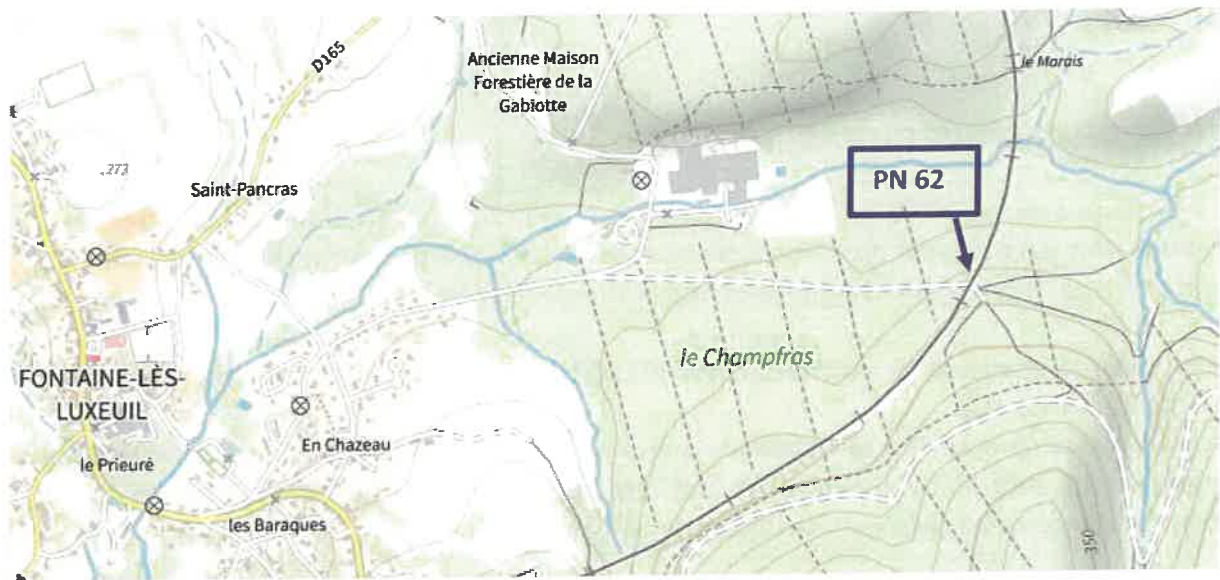 D165
Ancienne Maison
Forestière de la
Gabiotte
le Marais
273
Saint-Pancras
PN 62
le Champfras
FONTAINE-LÈS-
LUXEUIL
En Chazeau
le Prieuré
les Baraques
350